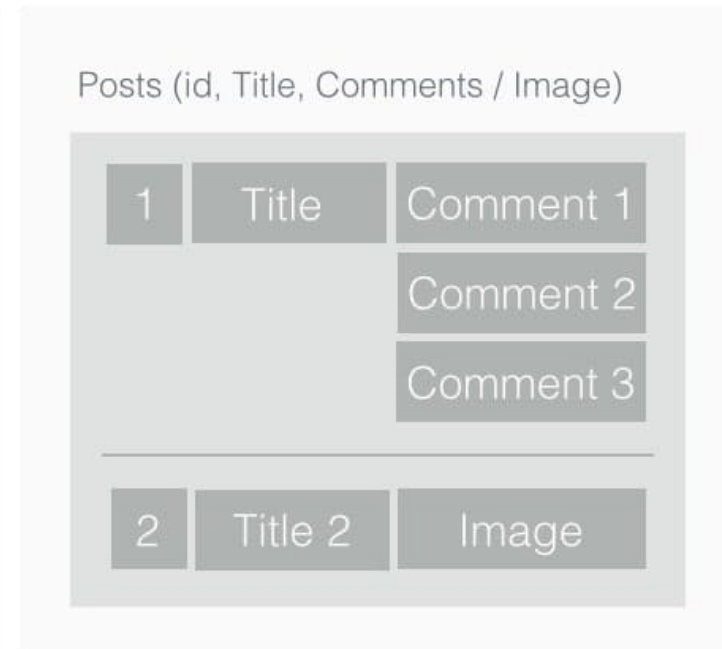 Posts (id, Title, Comments / Image)
1 Title Comment 1
Comment 2
Comment 3
2 Title 2 Image